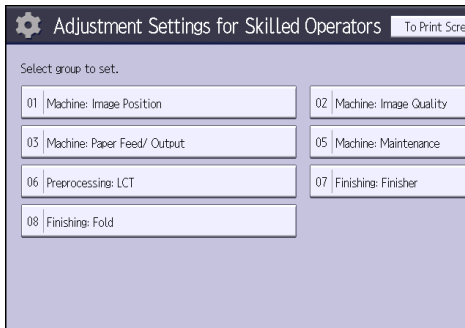 Adjustment Settings for Skilled Operators To Print Scre
Select group to set.
01 Machine: Image Position
02 Machine: Image Quality
03 Machine: Paper Feed/ Output
05 Machine: Maintenance
06 Preprocessing: LCT
07 Finishing: Finisher
08 Finishing: Fold